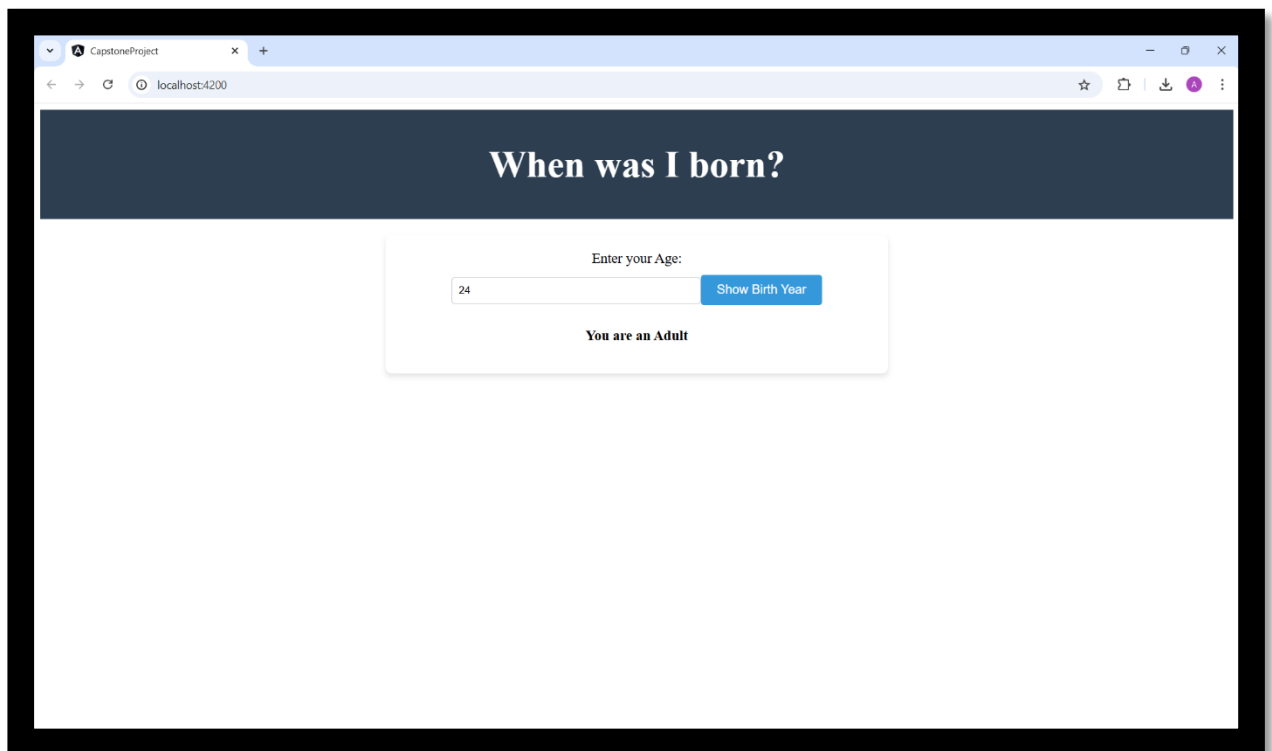 CapstoneProject
localhost:4200
A
When was I born?
Enter your Age:
24
Show Birth Year
You are an Adult